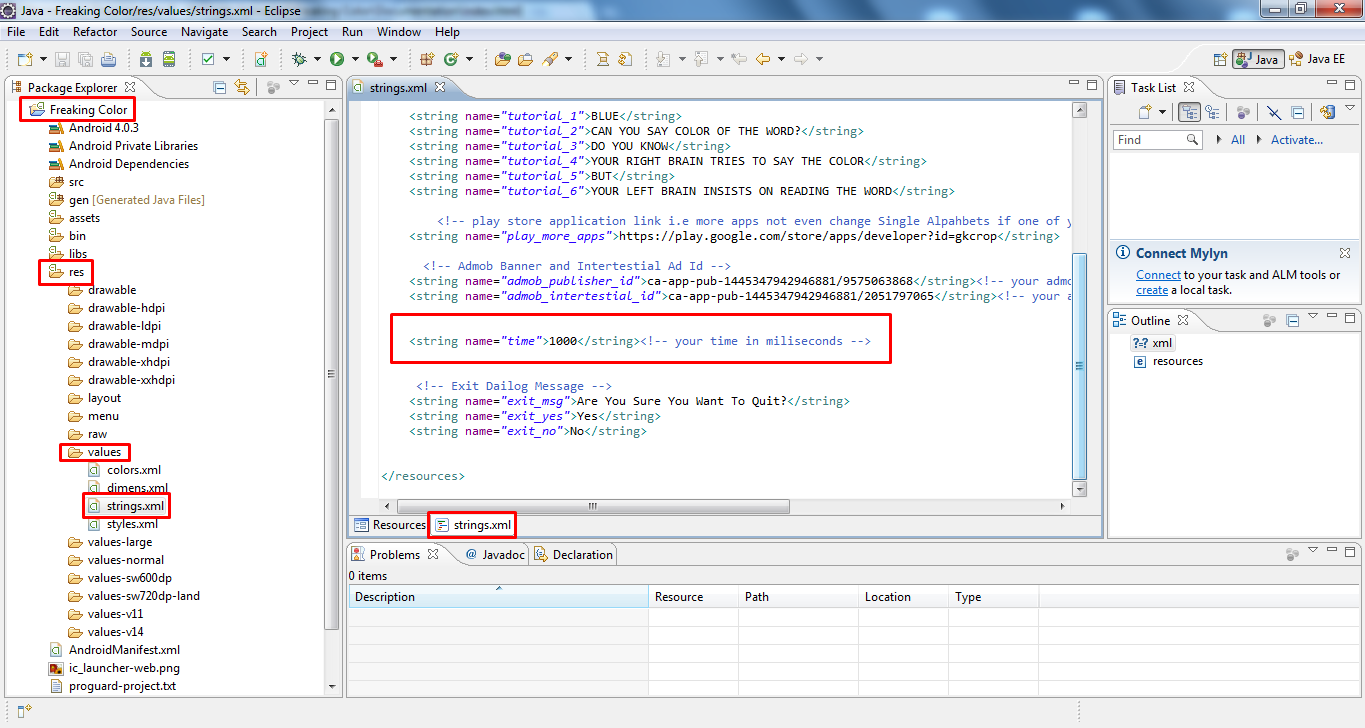 Java - Freaking Color/res/values/strings.xml - Eclipse
File Edit Refactor Source Navigate Search Project Run Window Help
Java Java EE
Package Explorer
Freaking Color
Android 4.0.3
Android Private Libraries
Android Dependencies
src
gen [Generated Java Files]
assets
bin
libs
res
drawable
drawable-hdpi
drawable-ldpi
drawable-mdpi
drawable-xhdpi
drawable-xxhdpi
layout
menu
raw
values
colors.xml
dimens.xml
strings.xml
styles.xml
values-large
values-normal
values-sw600dp
values-sw720dp-land
values-v11
values-v14
AndroidManifest.xml
ic_launcher-web.png
proguard-project.txt
strings.xml
<string name="tutorial_1">BLUE</string>
<string name="tutorial_2">CAN YOU SAY COLOR OF THE WORD?</string>
<string name="tutorial_3">DO YOU KNOW</string>
<string name="tutorial_4">YOUR RIGHT BRAIN TRIES TO SAY THE COLOR</string>
<string name="tutorial_5">BUT</string>
<string name="tutorial_6">YOUR LEFT BRAIN INSISTS ON READING THE WORD</string>
<!-- play store application link i.e more apps not even change Single Alpahbets if one of y
<string name="play_more_apps">https://play.google.com/store/apps/developer?id=gkcrop</string>
<!-- Admob Banner and Intertestial Ad Id -->
<string name="admob_publisher_id">ca-app-pub-1445347942946881/9575063868</string><!-- your admo
<string name="admob_intertestial_id">ca-app-pub-1445347942946881/2051797065</string><!-- your a
<string name="time">1000</string><!-- your time in miliseconds -->
<!-- Exit Dailog Message -->
<string name="exit_msg">Are You Sure You Want To Quit?</string>
<string name="exit_yes">Yes</string>
<string name="exit_no">No</string>
</resources>
Resources strings.xml
Problems @ Javadoc Declaration
0 items
Description Resource Path Location Type
Task List
Find All Activate...
Connect Mylyn
Connect to your task and ALM tools or
create a local task.
Outline
?=? xml
e resources